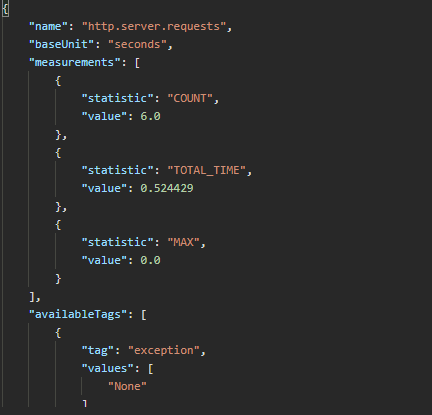 {
"name": "http.server.requests",
"baseUnit": "seconds",
"measurements": [
{
"statistic": "COUNT",
"value": 6.0
},
{
"statistic": "TOTAL_TIME",
"value": 0.524429
},
{
"statistic": "MAX",
"value": 0.0
}
],
"availableTags": [
{
"tag": "exception",
"values": [
"None"
]